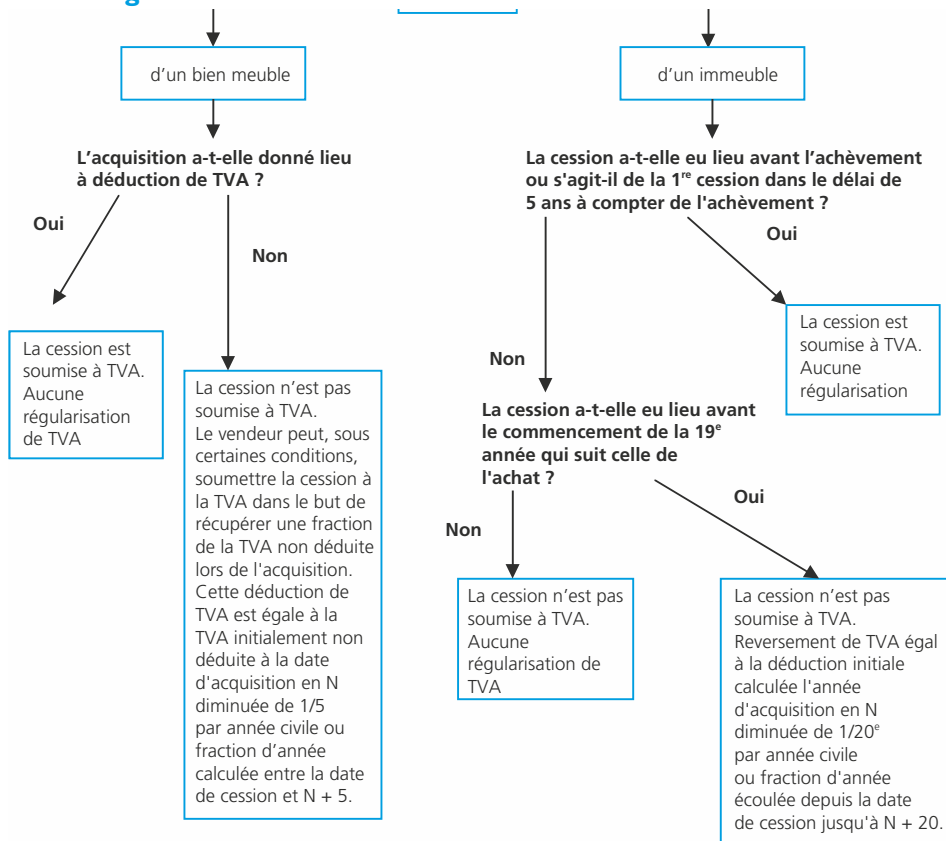 d'un bien meuble
d'un immeuble
L'acquisition a-t-elle donné lieu
à déduction de TVA ?
Oui
Non
La cession est
soumise à TVA.
Aucune
régularisation
de TVA
La cession n'est pas
soumise à TVA.
Le vendeur peut, sous
certaines conditions,
soumettre la cession à
la TVA dans le but de
récupérer une fraction
de la TVA non déduite
lors de l'acquisition.
Cette déduction de
TVA est égale à la
TVA initialement non
déduite à la date
d'acquisition en N
diminuée de 1/5
par année civile ou
fraction d'année
calculée entre la date
de cession et N + 5.
La cession a-t-elle eu lieu avant l'achèvement
ou s'agit-il de la 1re cession dans le délai de
5 ans à compter de l'achèvement ?
Oui
La cession est
soumise à TVA.
Aucune
régularisation
Non
La cession a-t-elle eu lieu avant
le commencement de la 19e
année qui suit celle de
l'achat ?
Non
Oui
La cession n'est pas
soumise à TVA.
Aucune
régularisation de
TVA
La cession n'est pas
soumise à TVA.
Reversement de TVA égal
à la déduction initiale
calculée l'année
d'acquisition en N
diminuée de 1/20e
par année civile
ou fraction d'année
écoulée depuis la date
de cession jusqu'à N + 20.